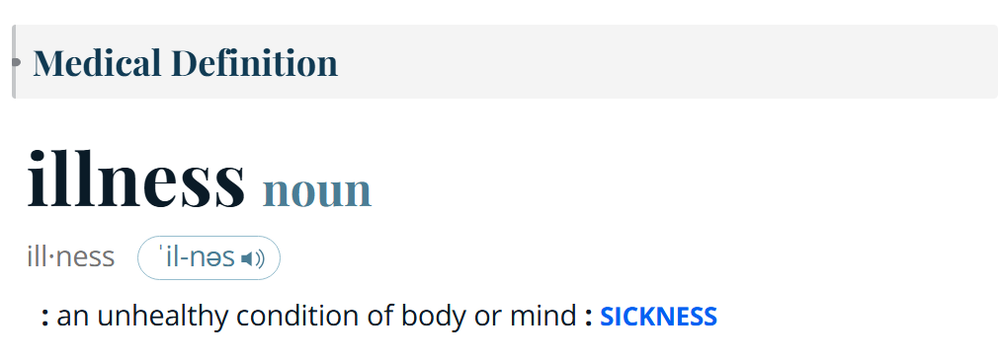 Medical Definition
illness noun
ill·ness ˈil-nəs
: an unhealthy condition of body or mind : SICKNESS